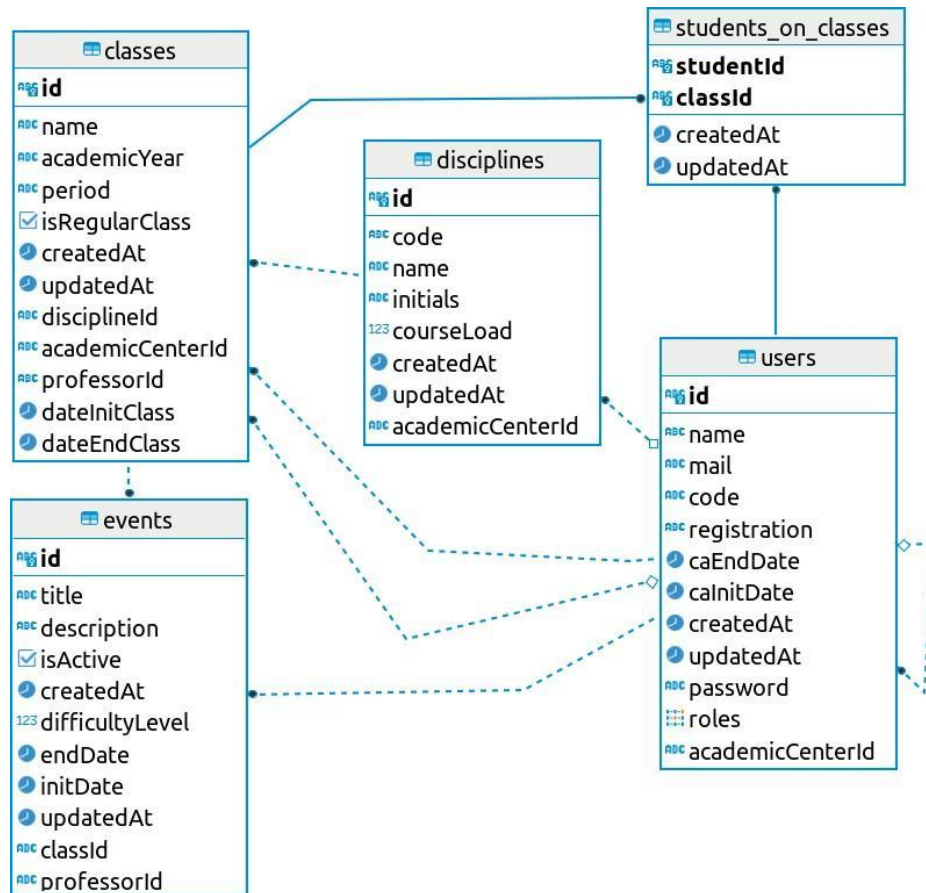 classes
id
name
academicYear
period
isRegularClass
createdAt
updatedAt
disciplineId
academicCenterId
professorId
dateInitClass
dateEndClass
students_on_classes
studentId
classId
createdAt
updatedAt
disciplines
id
code
name
initials
123 courseLoad
createdAt
updatedAt
academicCenterId
users
id
name
mail
code
registration
caEndDate
caInitDate
createdAt
updatedAt
password
roles
academicCenterId
events
id
title
description
isActive
createdAt
123 difficultyLevel
endDate
initDate
updatedAt
classId
professorId